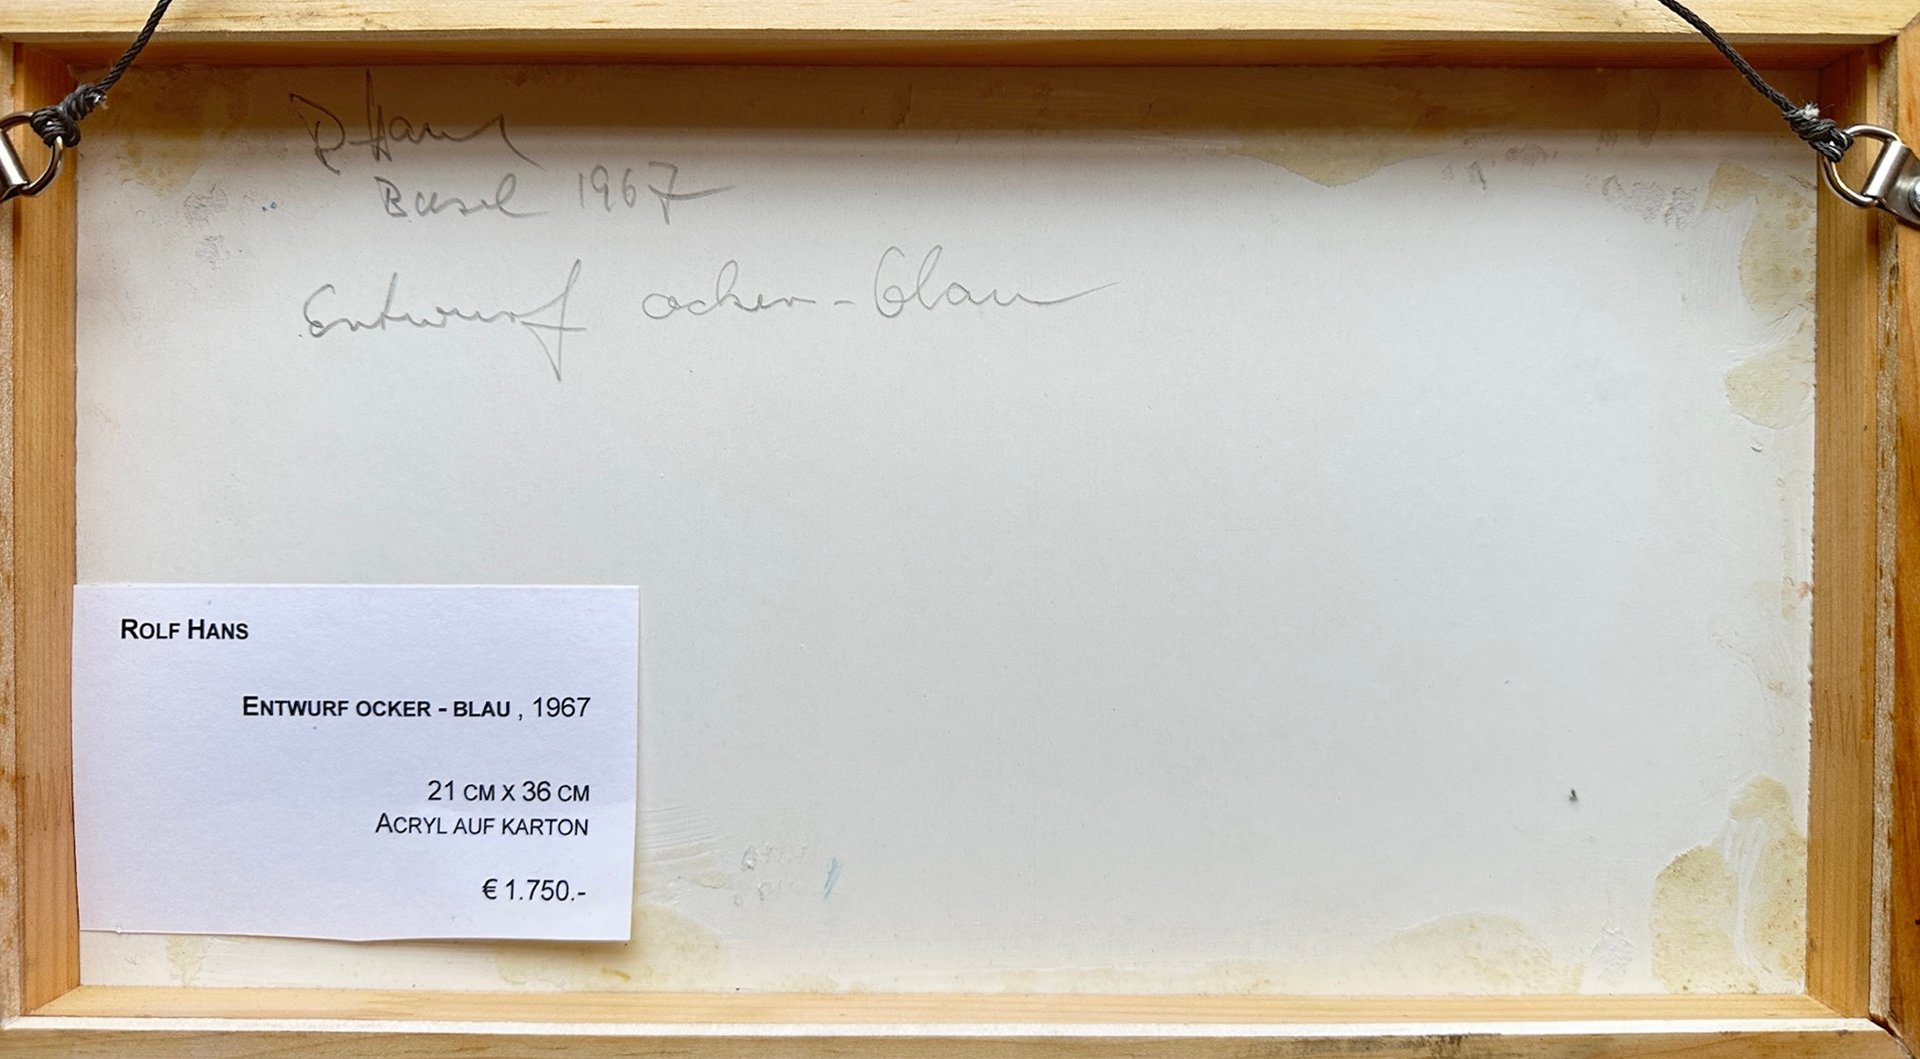 R Hans
Basel 1967
Entwurf ocker - blau
ROLF HANS
ENTWURF OCKER - BLAU , 1967
21 CM X 36 CM
ACRYL AUF KARTON
€ 1.750.-